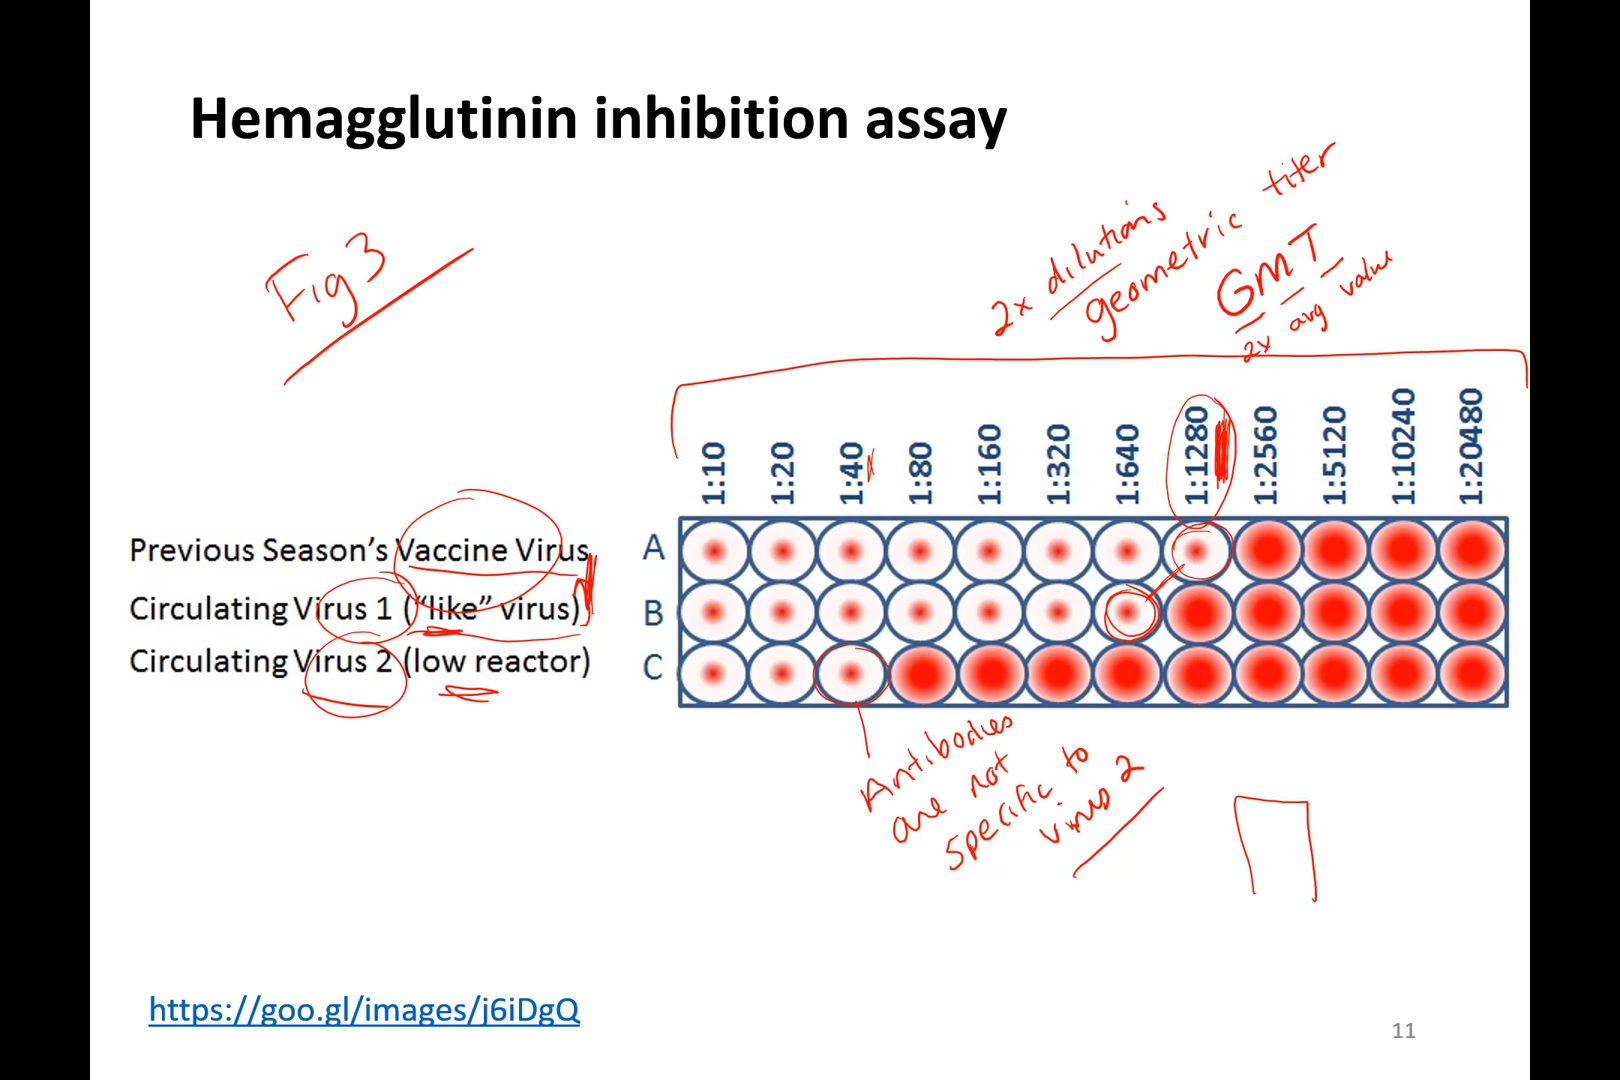 Hemagglutinin inhibition assay
Fig 3
2x dilutions
geometric titer
GMT
2x avg value
1:10 1:20 1:40 1:80 1:160 1:320 1:640 1:1280 1:2560 1:5120 1:10240 1:20480
Previous Season's Vaccine Virus A
Circulating Virus 1 ("like" virus) B
Circulating Virus 2 (low reactor) C
Antibodies
are not
specific to
virus 2
https://goo.gl/images/j6iDgQ
11